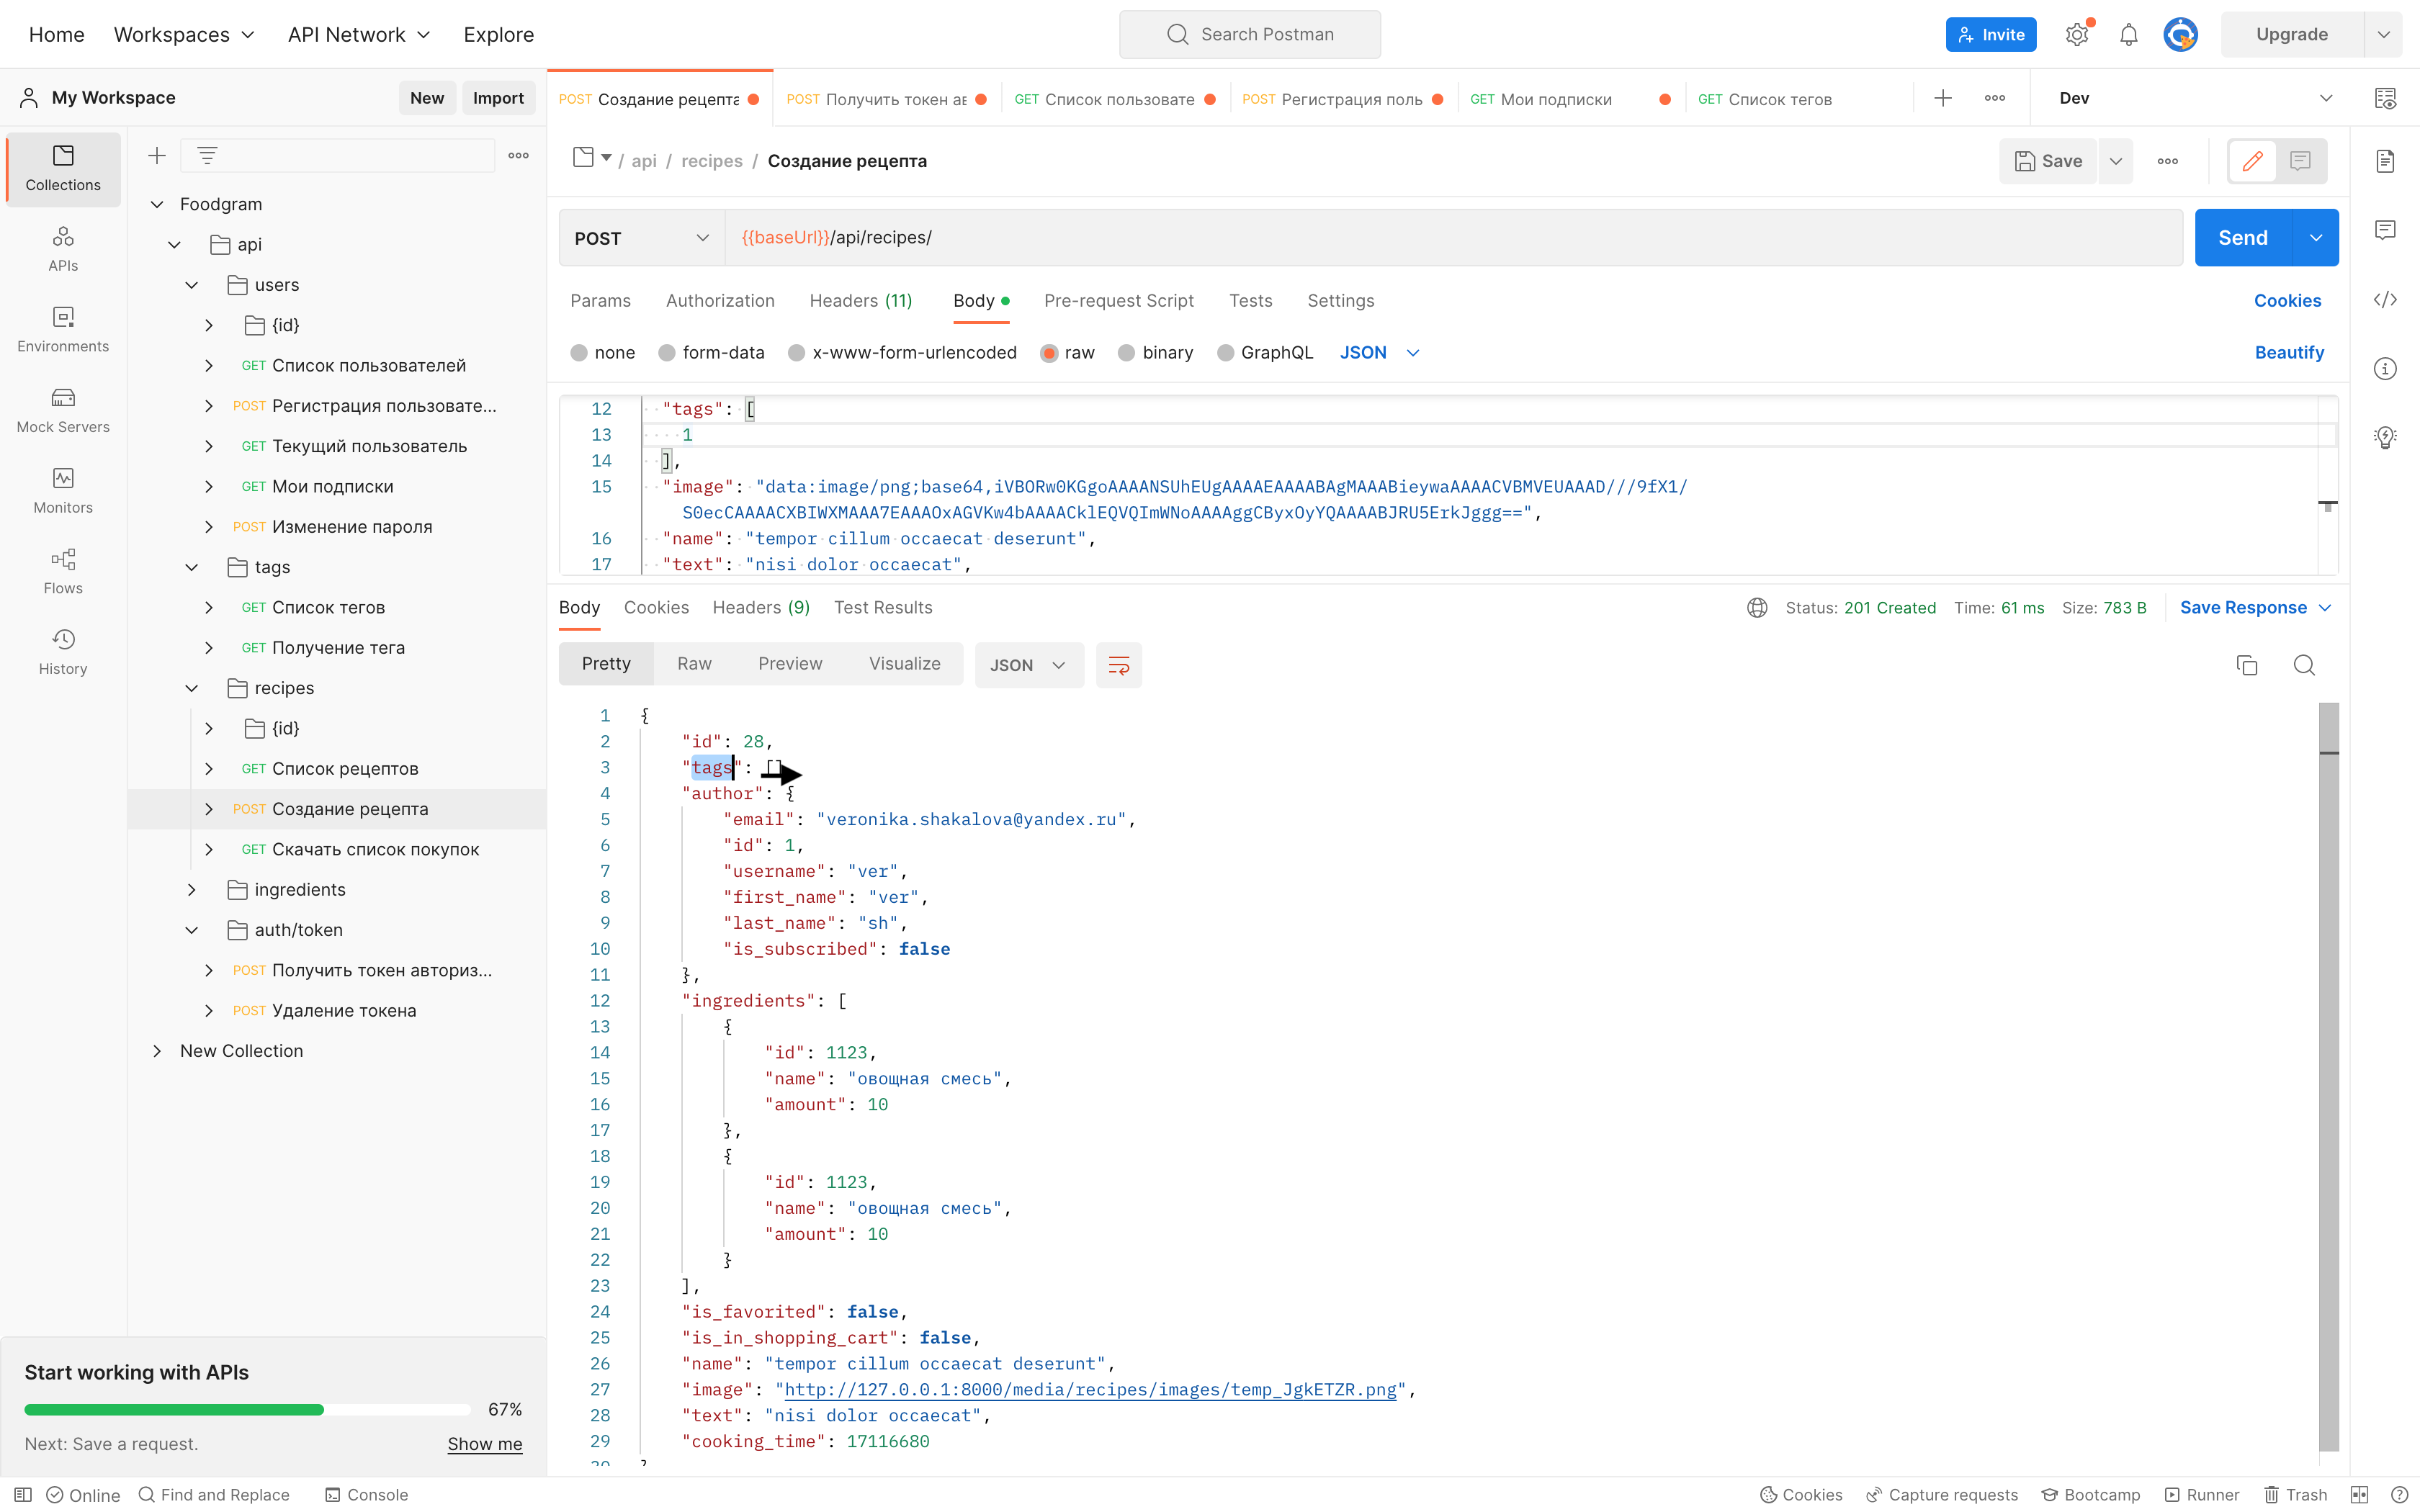 Home Workspaces API Network Explore Search Postman Invite Upgrade
My Workspace New Import
POST Создание рецепта POST Получить токен ав GET Список пользовате POST Регистрация поль GET Мои подписки GET Список тегов Dev
Collections
APIs
Environments
Mock Servers
Monitors
Flows
History
Foodgram
api
users
{id}
GET Список пользователей
POST Регистрация пользовате...
GET Текущий пользователь
GET Мои подписки
POST Изменение пароля
tags
GET Список тегов
GET Получение тега
recipes
{id}
GET Список рецептов
POST Создание рецепта
GET Скачать список покупок
ingredients
auth/token
POST Получить токен авториз...
POST Удаление токена
New Collection
Start working with APIs
67%
Next: Save a request. Show me
/ api / recipes / Создание рецепта Save
POST {{baseUrl}}/api/recipes/ Send
Params Authorization Headers (11) Body Pre-request Script Tests Settings Cookies
none form-data x-www-form-urlencoded raw binary GraphQL JSON Beautify
12 "tags": [
13 1
14 ],
15 "image": "data:image/png;base64,iVBORw0KGgoAAAANSUhEUgAAAAEAAAABAgMAAABieywaAAAACVBMVEUAAAD///9fX1/
S0ecCAAAACXBIWXMAAA7EAAAOxAGVKw4bAAAACklEQVQImWNoAAAAggCByxOyYQAAAABJRU5ErkJggg==",
16 "name": "tempor cillum occaecat deserunt",
17 "text": "nisi dolor occaecat",
Body Cookies Headers (9) Test Results Status: 201 Created Time: 61 ms Size: 783 B Save Response
Pretty Raw Preview Visualize JSON
1 {
2 "id": 28,
3 "tags": []
4 "author": {
5 "email": "veronika.shakalova@yandex.ru",
6 "id": 1,
7 "username": "ver",
8 "first_name": "ver",
9 "last_name": "sh",
10 "is_subscribed": false
11 },
12 "ingredients": [
13 {
14 "id": 1123,
15 "name": "овощная смесь",
16 "amount": 10
17 },
18 {
19 "id": 1123,
20 "name": "овощная смесь",
21 "amount": 10
22 }
23 ],
24 "is_favorited": false,
25 "is_in_shopping_cart": false,
26 "name": "tempor cillum occaecat deserunt",
27 "image": "http://127.0.0.1:8000/media/recipes/images/temp_JgkETZR.png",
28 "text": "nisi dolor occaecat",
29 "cooking_time": 17116680
Online Find and Replace Console Cookies Capture requests Bootcamp Runner Trash